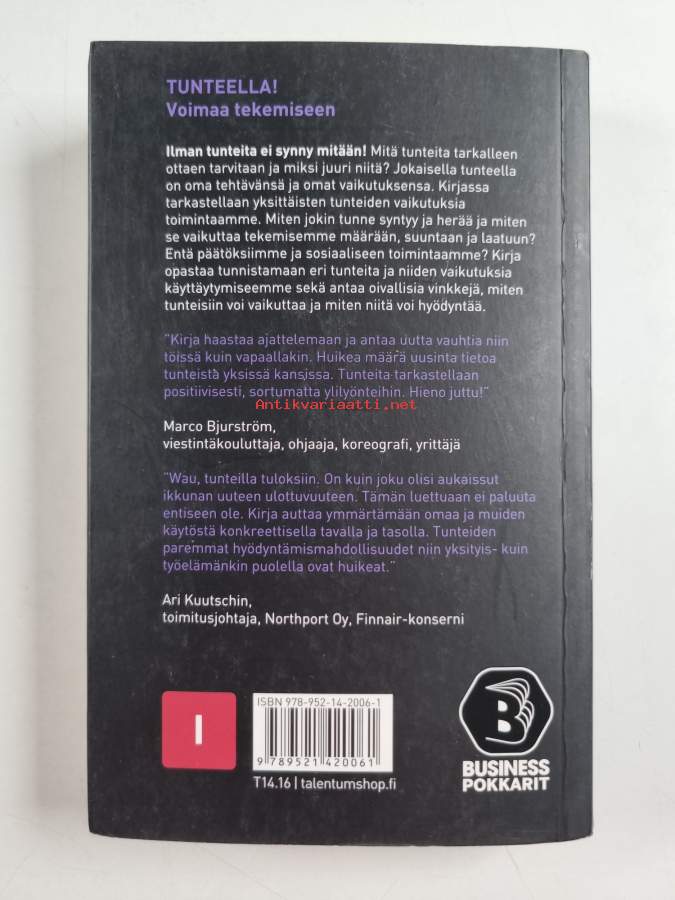 TUNTEELLA!
Voimaa tekemiseen
Ilman tunteita ei synny mitään! Mitä tunteita tarkalleen
ottaen tarvitaan ja miksi juuri niitä? Jokaisella tunteella
on oma tehtävänsä ja omat vaikutuksensa. Kirjassa
tarkastellaan yksittäisten tunteiden vaikutuksia
toimintaamme. Miten jokin tunne syntyy ja herää ja miten
se vaikuttaa tekemisemme määrään, suuntaan ja laatuun?
Entä päätöksiimme ja sosiaaliseen toimintaamme? Kirja
opastaa tunnistamaan eri tunteita ja niiden vaikutuksia
käyttäytymiseemme sekä antaa oivallisia vinkkejä, miten
tunteisiin voi vaikuttaa ja miten niitä voi hyödyntää.
"Kirja haastaa ajattelemaan ja antaa uutta vauhtia niin
töissä kuin vapaallakin. Huikea määrä uusinta tietoa
tunteista yksissä kansissa. Tunteita tarkastellaan
positiivisesti, sortumatta ylilyönteihin. Hieno juttu!"
Antikvariaatti.net
Marco Bjurström,
viestintäkouluttaja, ohjaaja, koreografi, yrittäjä
"Wau, tunteilla tuloksiin. On kuin joku olisi aukaissut
ikkunan uuteen ulottuvuuteen. Tämän luettuaan ei paluuta
entiseen ole. Kirja auttaa ymmärtämään omaa ja muiden
käytöstä konkreettisella tavalla ja tasolla. Tunteiden
paremmat hyödyntämismahdollisuudet niin yksityis- kuin
työelämänkin puolella ovat huikeat."
Ari Kuutschin,
toimitusjohtaja, Northport Oy, Finnair-konserni
I
ISBN 978-952-14-2006-1
9 789521 420061
T14.16 | talentumshop.fi
B
BUSINESS
POKKARIT